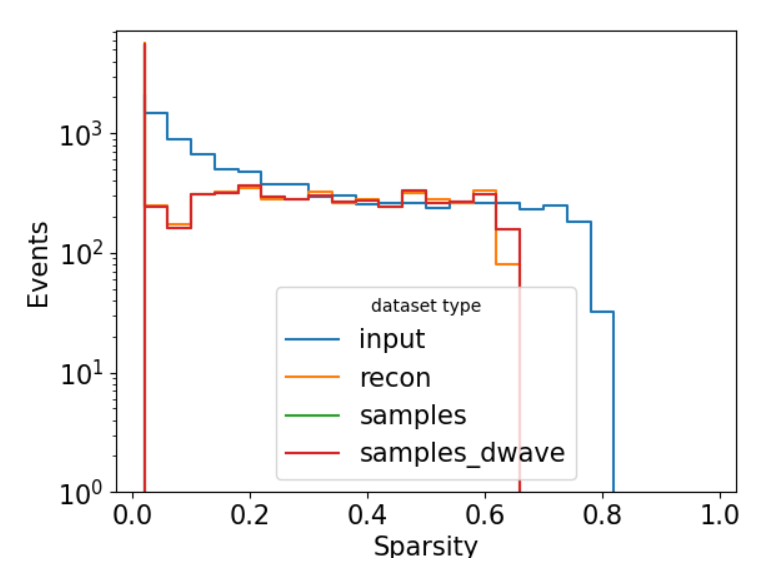 Events
10³
10²
10¹
10⁰
dataset type
input
recon
samples
samples_dwave
0.0 0.2 0.4 0.6 0.8 1.0
Sparsity